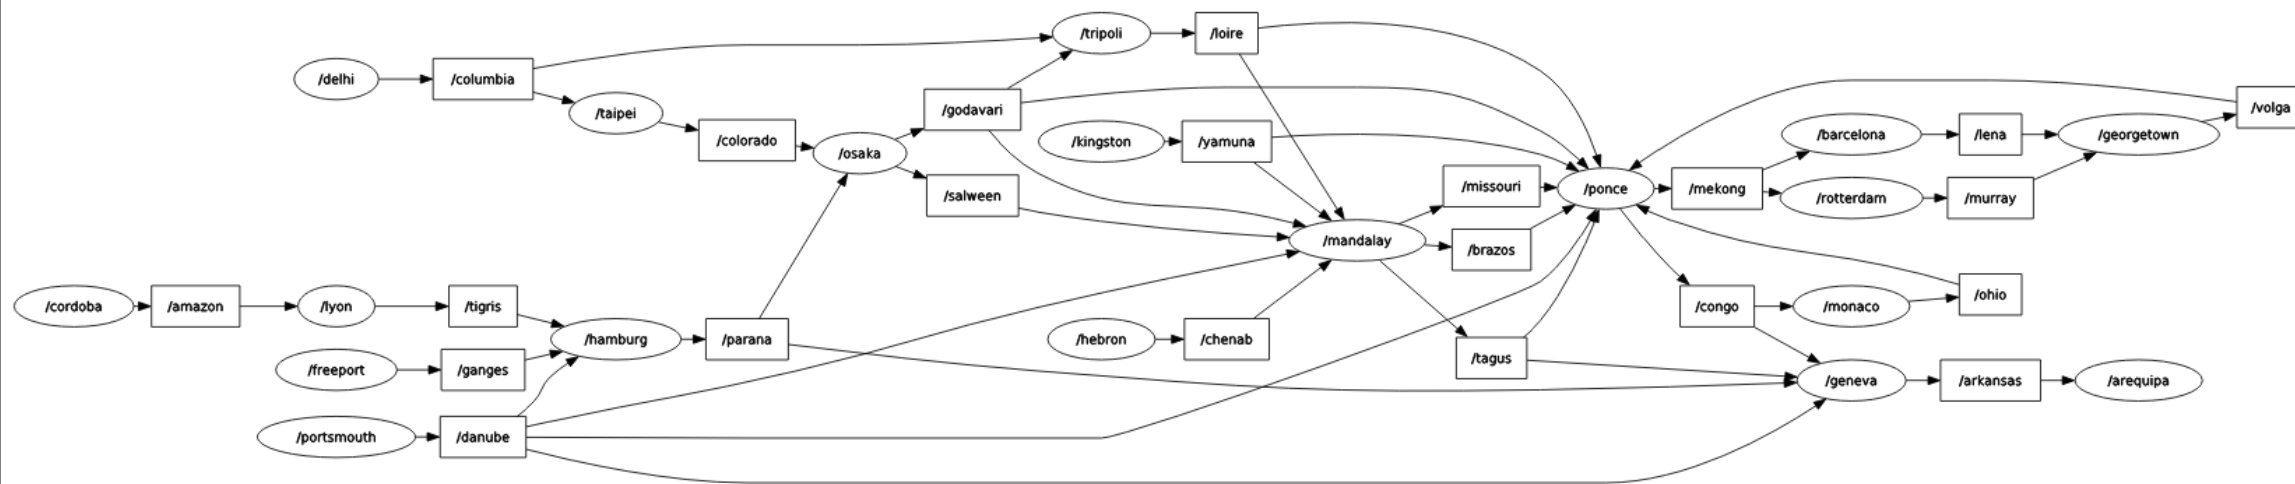 /tripoli
/loire
/delhi
/columbia
/taipei
/godavari
/volga
/colorado
/osaka
/kingston
/yamuna
/barcelona
/lena
/georgetown
/salween
/missouri
/ponce
/mekong
/rotterdam
/murray
/mandalay
/brazos
/cordoba
/amazon
/lyon
/tigris
/congo
/monaco
/ohio
/hamburg
/parana
/hebron
/chenab
/tagus
/freeport
/ganges
/geneva
/arkansas
/arequipa
/portsmouth
/danube